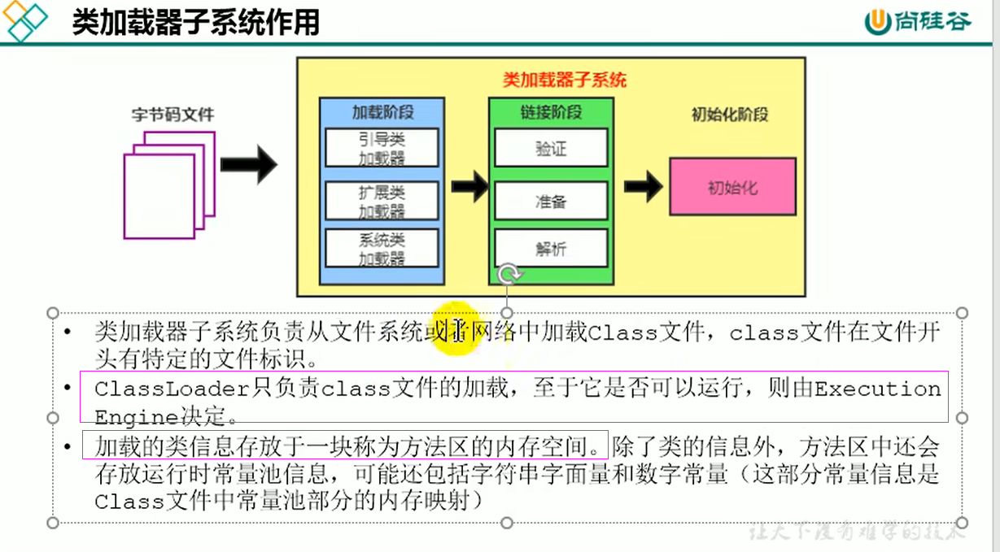 类加载器子系统作用
尚硅谷
类加载器子系统
字节码文件
加载阶段
引导类
加载器
扩展类
加载器
系统类
加载器
链接阶段
验证
准备
解析
初始化阶段
初始化
• 类加载器子系统负责从文件系统或者网络中加载Class文件，class文件在文件开
头有特定的文件标识。
• ClassLoader只负责class文件的加载，至于它是否可以运行，则由Execution
Engine决定。
• 加载的类信息存放于一块称为方法区的内存空间。除了类的信息外，方法区中还会
存放运行时常量池信息，可能还包括字符串字面量和数字常量（这部分常量信息是
Class文件中常量池部分的内存映射）
让天下没有难学的技术